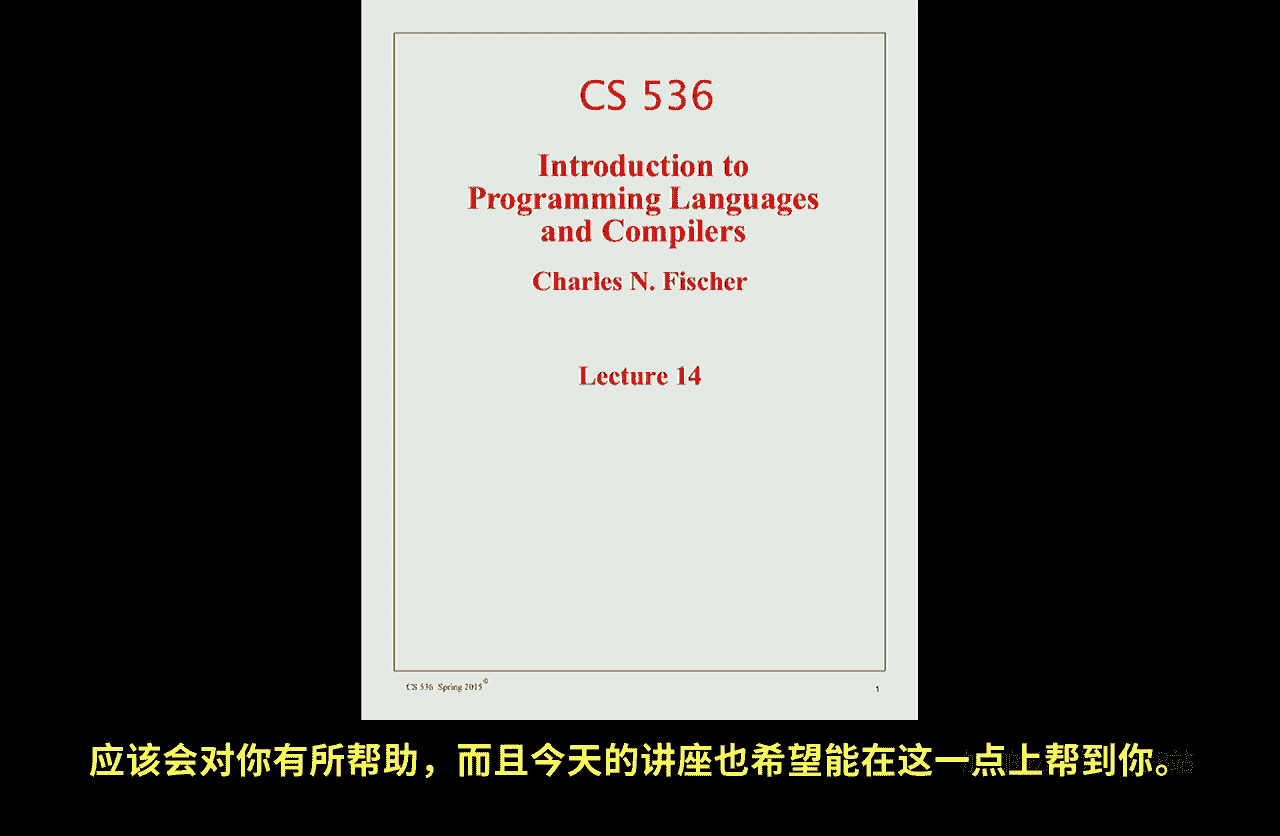 CS 536
Introduction to
Programming Languages
and Compilers
Charles N. Fischer
Lecture 14
CS 536 Spring 2015©
1
应该会对你有所帮助，而且今天的讲座也希望能在这一点上帮到你。